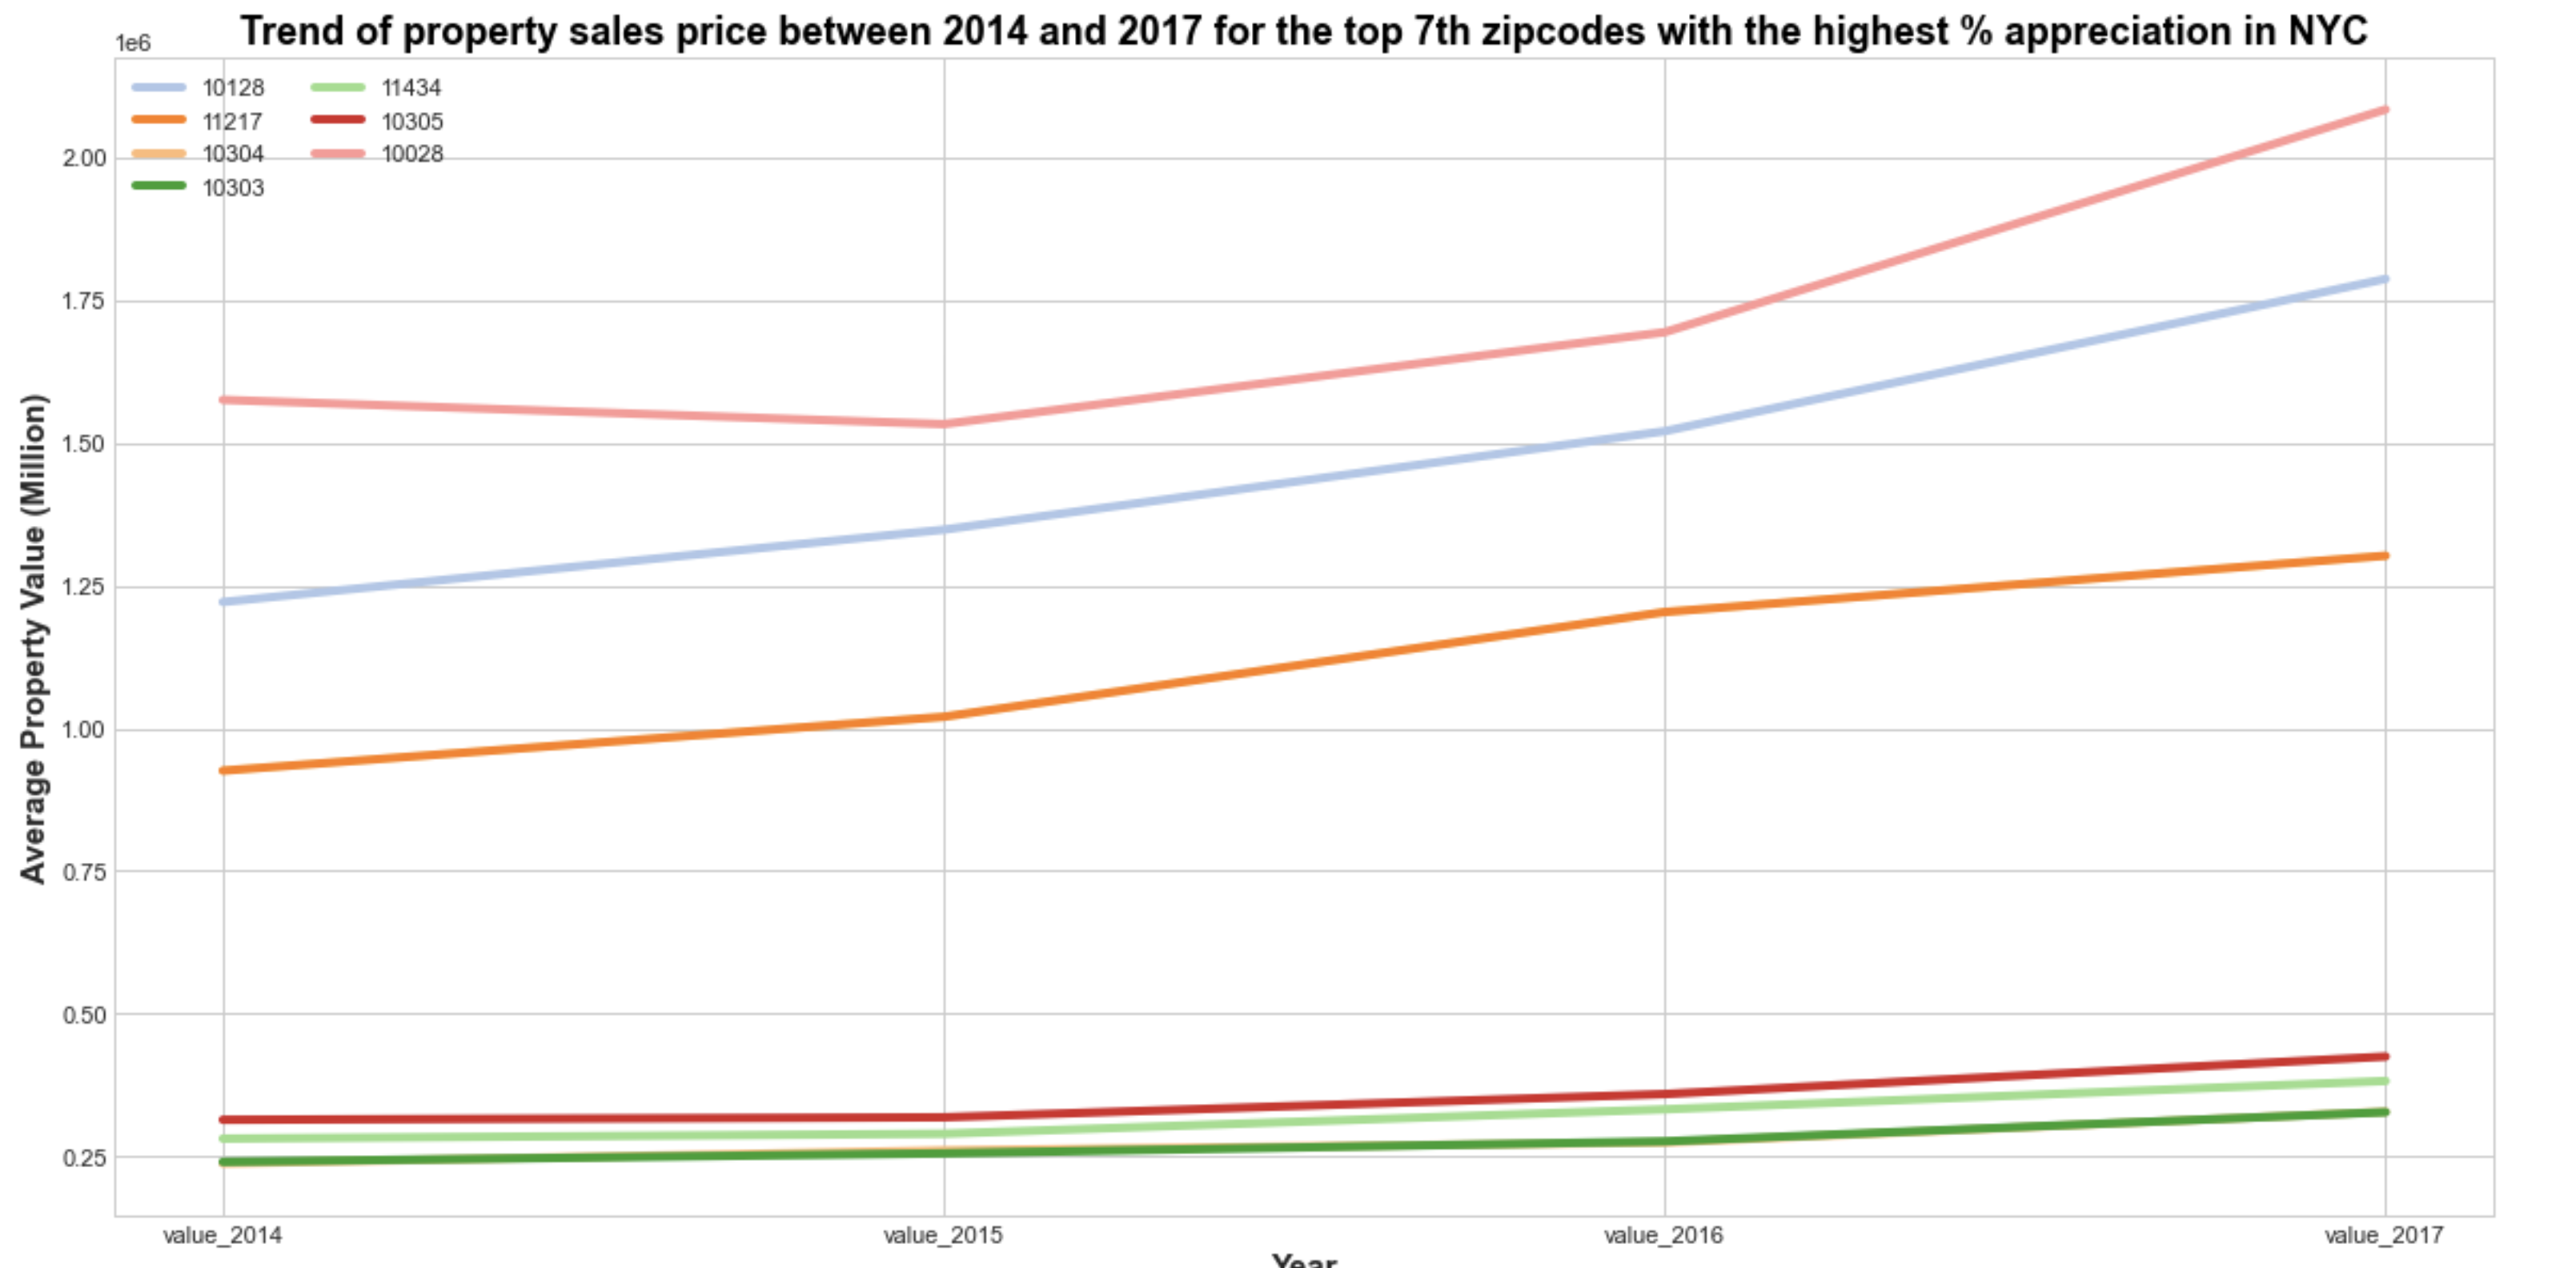 Trend of property sales price between 2014 and 2017 for the top 7th zipcodes with the highest % appreciation in NYC
1e6
10128 11434
11217 10305
10304 10028
10303
2.00
1.75
1.50
1.25
1.00
0.75
0.50
0.25
Average Property Value (Million)
value_2014 value_2015 value_2016 value_2017
Year